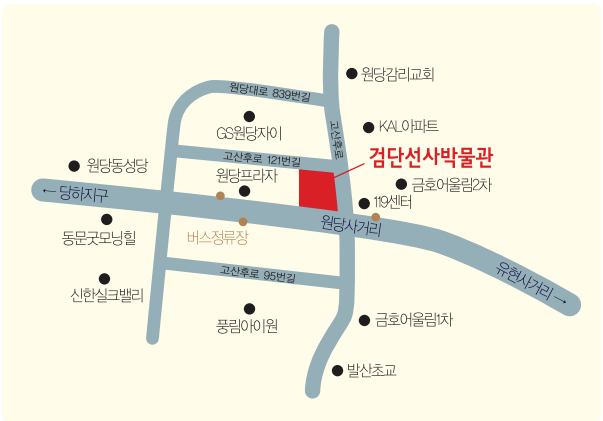 원당감리교회
원당대로 839번길
KAL아파트
GS원당자이
고산후로
고산후로 121번길
검단선사박물관
원당동성당
원당프라자
금호어울림2차
← 당하지구
119센터
원당사거리
동문굿모닝힐
버스정류장
유현사거리 →
고산후로 95번길
신한실크밸리
풍림아이원
금호어울림1차
발산초교